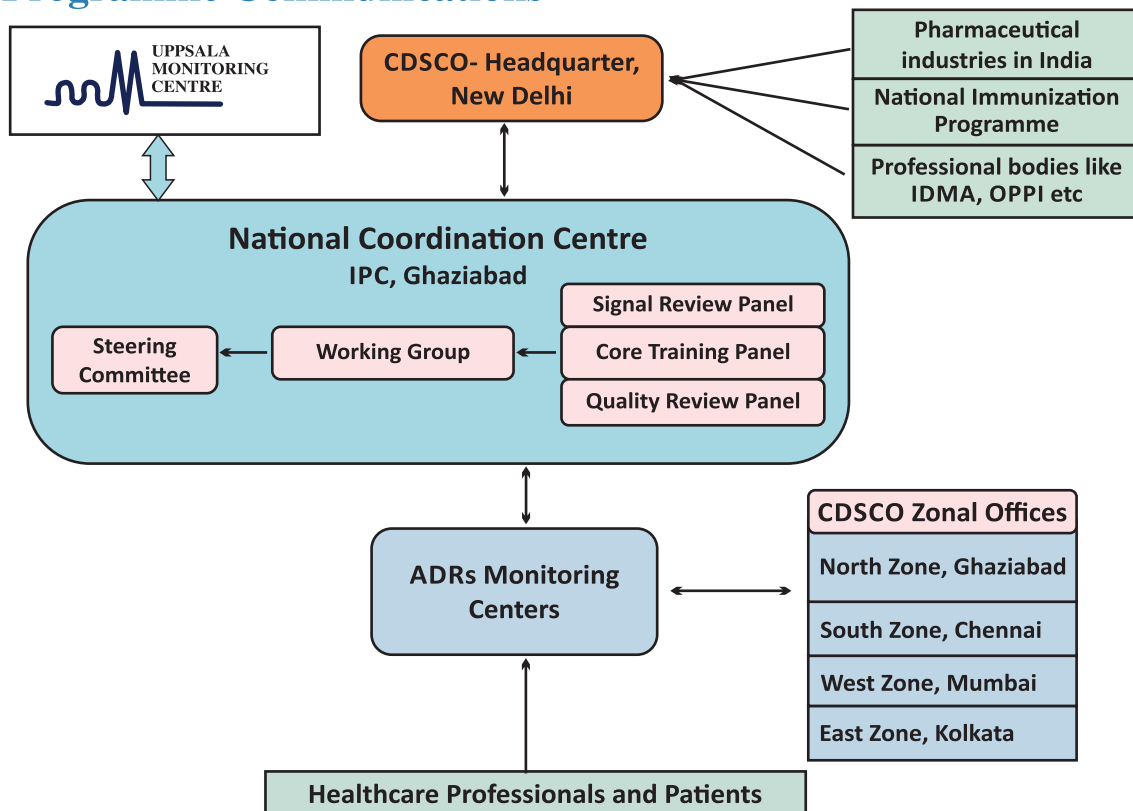 Programme Communications
UPPSALA
MONITORING
CENTRE
CDSCO- Headquarter,
New Delhi
Pharmaceutical
industries in India
National Immunization
Programme
Professional bodies like
IDMA, OPPI etc
National Coordination Centre
IPC, Ghaziabad
Signal Review Panel
Steering
Committee
Working Group
Core Training Panel
Quality Review Panel
ADRs Monitoring
Centers
CDSCO Zonal Offices
North Zone, Ghaziabad
South Zone, Chennai
West Zone, Mumbai
East Zone, Kolkata
Healthcare Professionals and Patients